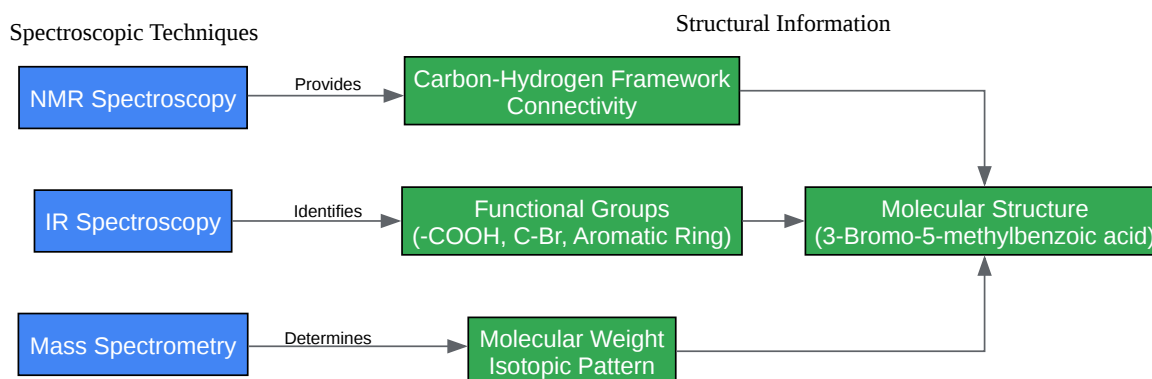 Spectroscopic Techniques
Structural Information
NMR Spectroscopy
Provides
Carbon-Hydrogen Framework
Connectivity
IR Spectroscopy
Identifies
Functional Groups
(-COOH, C-Br, Aromatic Ring)
Molecular Structure
(3-Bromo-5-methylbenzoic acid)
Mass Spectrometry
Determines
Molecular Weight
Isotopic Pattern